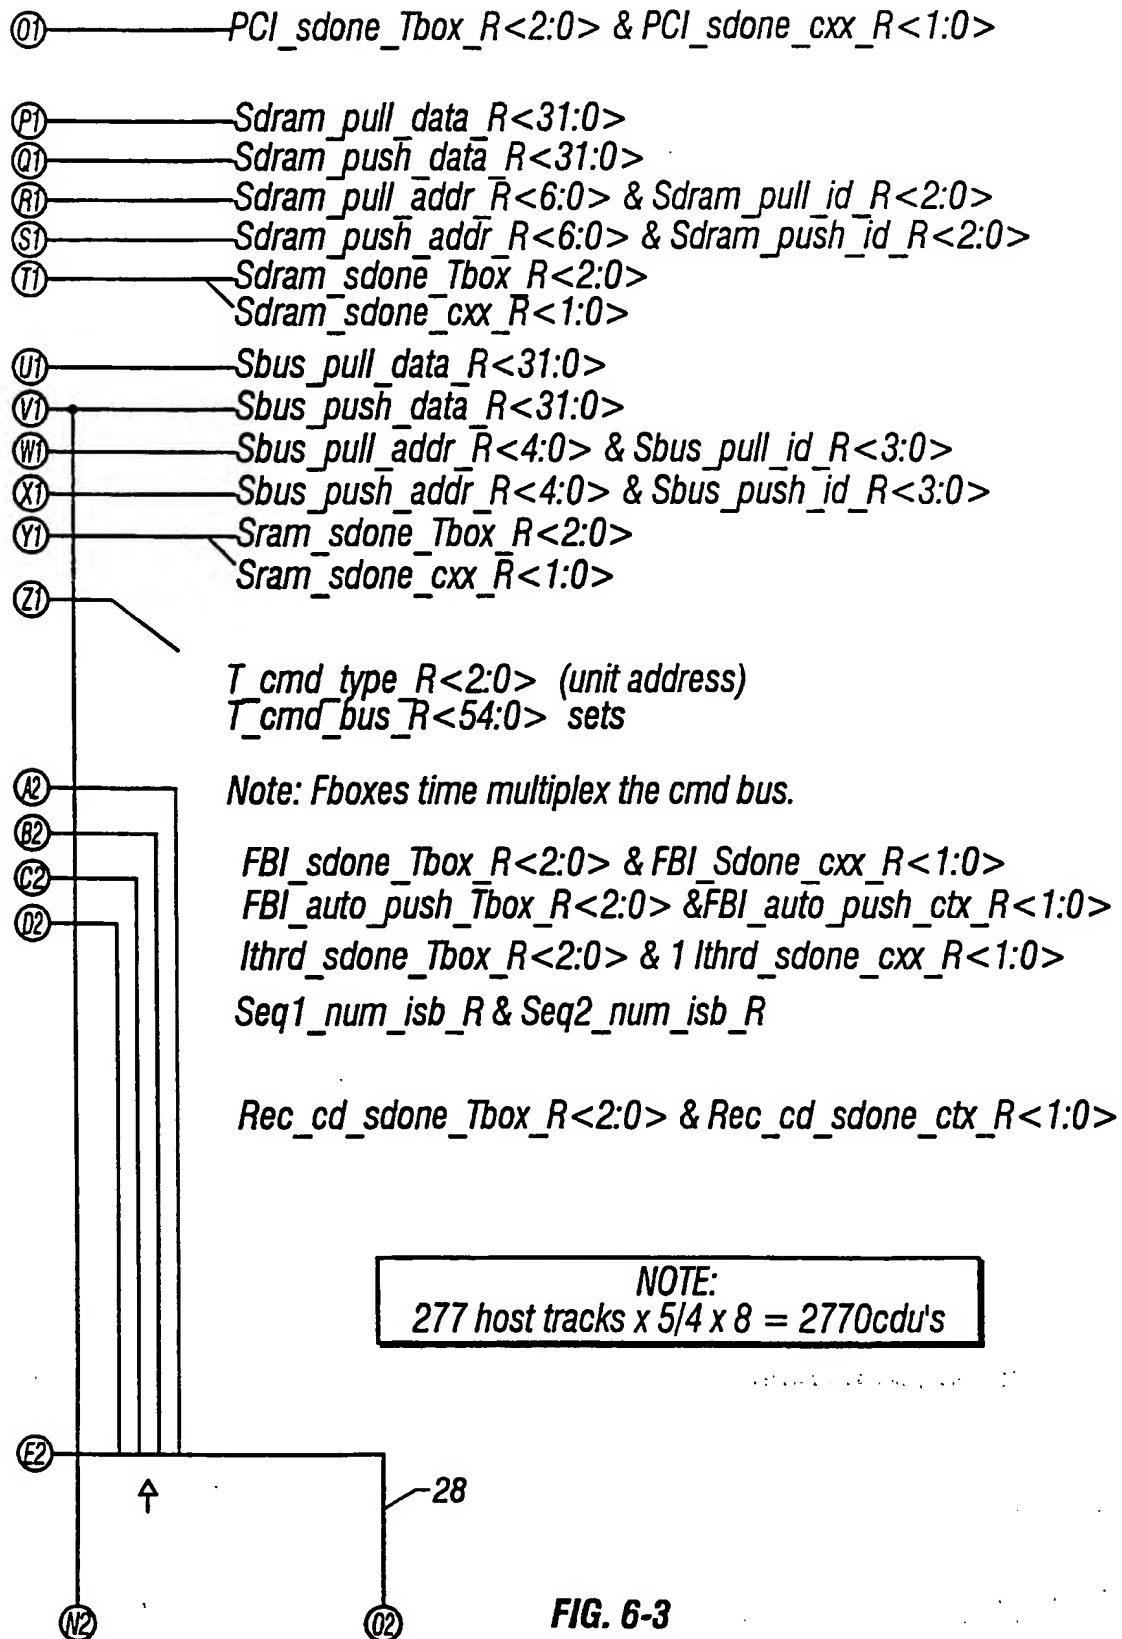 O1 PCI_sdone_Tbox_R<2:0> & PCI_sdone_cxx_R<1:0>
P1 Sdram_pull_data_R<31:0>
Q1 Sdram_push_data_R<31:0>
R1 Sdram_pull_addr_R<6:0> & Sdram_pull_id_R<2:0>
S1 Sdram_push_addr_R<6:0> & Sdram_push_id_R<2:0>
T1 Sdram_sdone_Tbox_R<2:0>
Sdram_sdone_cxx_R<1:0>
U1 Sbus_pull_data_R<31:0>
V1 Sbus_push_data_R<31:0>
W1 Sbus_pull_addr_R<4:0> & Sbus_pull_id_R<3:0>
X1 Sbus_push_addr_R<4:0> & Sbus_push_id_R<3:0>
Y1 Sram_sdone_Tbox_R<2:0>
Sram_sdone_cxx_R<1:0>
Z1
T_cmd_type_R<2:0> (unit address)
T_cmd_bus_R<54:0> sets
A2 Note: Fboxes time multiplex the cmd bus.
B2
FBI_sdone_Tbox_R<2:0> & FBI_Sdone_cxx_R<1:0>
C2
FBI_auto_push_Tbox_R<2:0> &FBI_auto_push_ctx_R<1:0>
D2
Ithrd_sdone_Tbox_R<2:0> & 1 Ithrd_sdone_cxx_R<1:0>
Seq1_num_isb_R & Seq2_num_isb_R
Rec_cd_sdone_Tbox_R<2:0> & Rec_cd_sdone_ctx_R<1:0>
NOTE:
277 host tracks x 5/4 x 8 = 2770cdu's
E2
28
N2
O2
FIG. 6-3